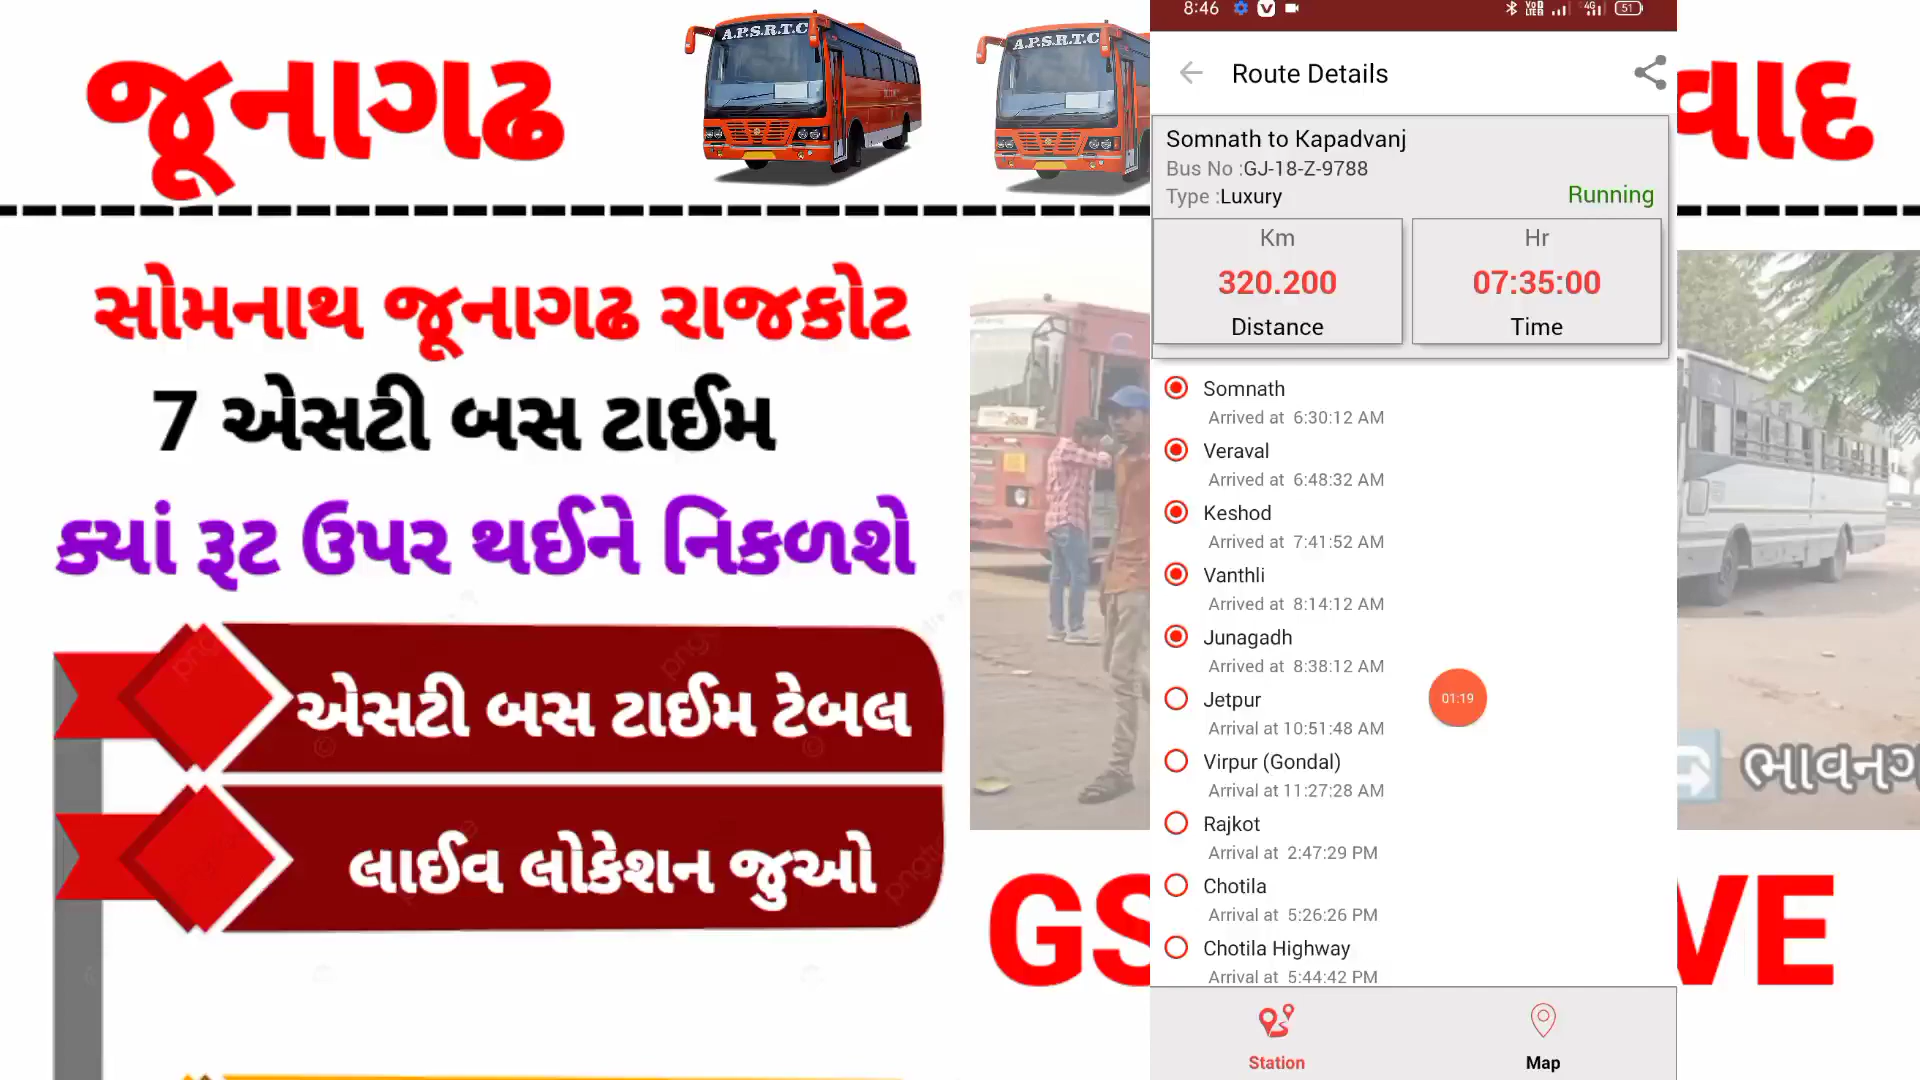 જૂનાગઢ
A.P.S.R.T.C
A.P.S.R.T.C
વાદ
સોમનાથ જૂનાગઢ રાજકોટ
7 એસટી બસ ટાઈમ
ક્યાં રૂટ ઉપર થઈને નિકળશે
એસટી બસ ટાઈમ ટેબલ
લાઈવ લોકેશન જુઓ
8:46
51
Route Details
Somnath to Kapadvanj
Bus No :GJ-18-Z-9788
Type :Luxury
Running
Km
320.200
Distance
Hr
07:35:00
Time
Somnath
Arrived at 6:30:12 AM
Veraval
Arrived at 6:48:32 AM
Keshod
Arrived at 7:41:52 AM
Vanthli
Arrived at 8:14:12 AM
Junagadh
Arrived at 8:38:12 AM
Jetpur
Arrival at 10:51:48 AM
01:19
Virpur (Gondal)
Arrival at 11:27:28 AM
Rajkot
Arrival at 2:47:29 PM
Chotila
Arrival at 5:26:26 PM
Chotila Highway
Arrival at 5:44:42 PM
Station
Map
ભાવનગ
GS
VE